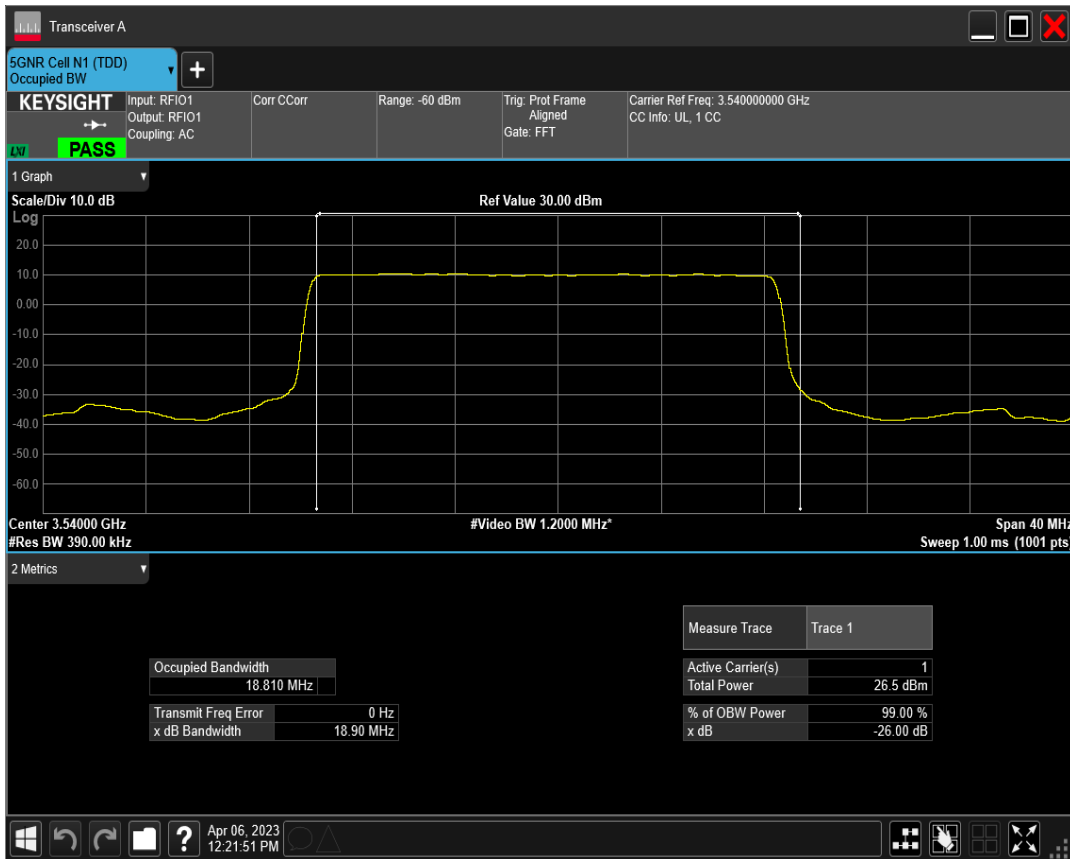 Transceiver A
5GNR Cell N1 (TDD)
Occupied BW
+
KEYSIGHT
LXI
PASS
Input: RFIO1
Output: RFIO1
Coupling: AC
Corr CCorr
Range: -60 dBm
Trig: Prot Frame
Aligned
Gate: FFT
Carrier Ref Freq: 3.540000000 GHz
CC Info: UL, 1 CC
1 Graph
Scale/Div 10.0 dB
Ref Value 30.00 dBm
Log
20.0
10.0
0.00
-10.0
-20.0
-30.0
-40.0
-50.0
-60.0
Center 3.54000 GHz
#Video BW 1.2000 MHz*
Span 40 MHz
#Res BW 390.00 kHz
Sweep 1.00 ms (1001 pts)
2 Metrics
Measure Trace Trace 1
Occupied Bandwidth
18.810 MHz
Active Carrier(s) 1
Total Power 26.5 dBm
Transmit Freq Error 0 Hz
x dB Bandwidth 18.90 MHz
% of OBW Power 99.00 %
x dB -26.00 dB
?
Apr 06, 2023
12:21:51 PM